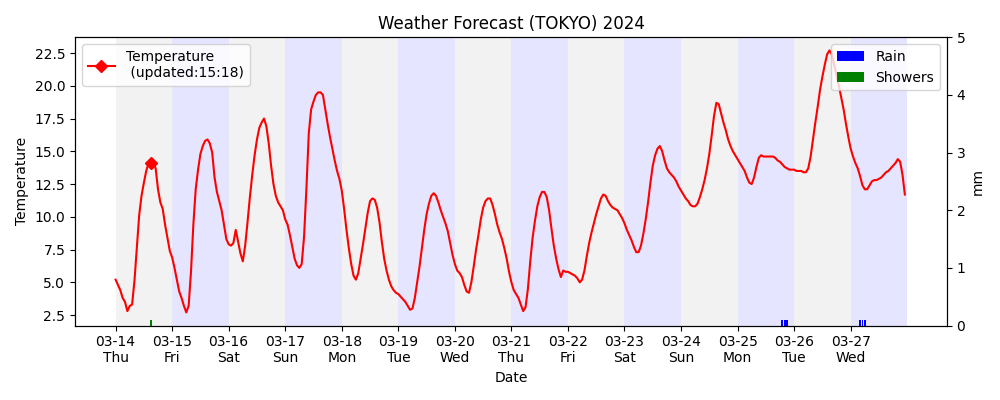 Weather Forecast (TOKYO) 2024
Temperature
(updated:15:18)
Rain
Showers
22.5
20.0
17.5
15.0
12.5
10.0
7.5
5.0
2.5
Temperature
5
4
3
2
1
0
mm
03-14 03-15 03-16 03-17 03-18 03-19 03-20 03-21 03-22 03-23 03-24 03-25 03-26 03-27
Thu Fri Sat Sun Mon Tue Wed Thu Fri Sat Sun Mon Tue Wed
Date